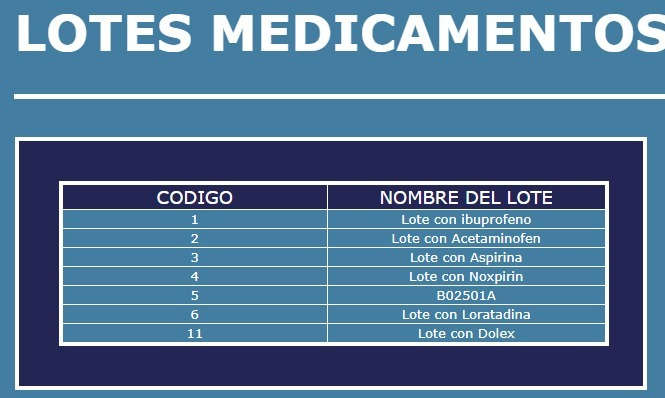 LOTES MEDICAMENTOS
CODIGO NOMBRE DEL LOTE
1 Lote con ibuprofeno
2 Lote con Acetaminofen
3 Lote con Aspirina
4 Lote con Noxpirin
5 B02501A
6 Lote con Loratadina
11 Lote con Dolex